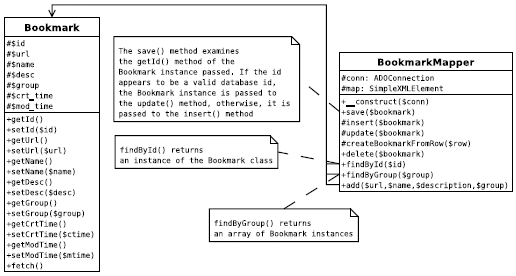 Bookmark
#$id
#$url
#$name
#$desc
#$group
#$crt_time
#$mod_time
+getId()
+setId($id)
+getUrl()
+setUrl($url)
+getName()
+setName($name)
+getDesc()
+setDesc($desc)
+getGroup()
+setGroup($group)
+getCrtTime()
+setCrtTime($ctime)
+getModTime()
+setModTime($mtime)
+fetch()
The save() method examines
the getId() method of the
Bookmark instance passed. If the id
appears to be a valid database id,
the Bookmark instance is passed to
the update() method, otherwise, it is
passed to the insert() method
findById() returns
an instance of the Bookmark class
findByGroup() returns
an array of Bookmark instances
BookmarkMapper
#conn: ADOConnection
#map: SimpleXMLElement
+__construct($conn)
+save($bookmark)
#insert($bookmark)
#update($bookmark)
#createBookmarkFromRow($row)
+delete($bookmark)
+findById($id)
+findByGroup($group)
+add($url,$name,$description,$group)